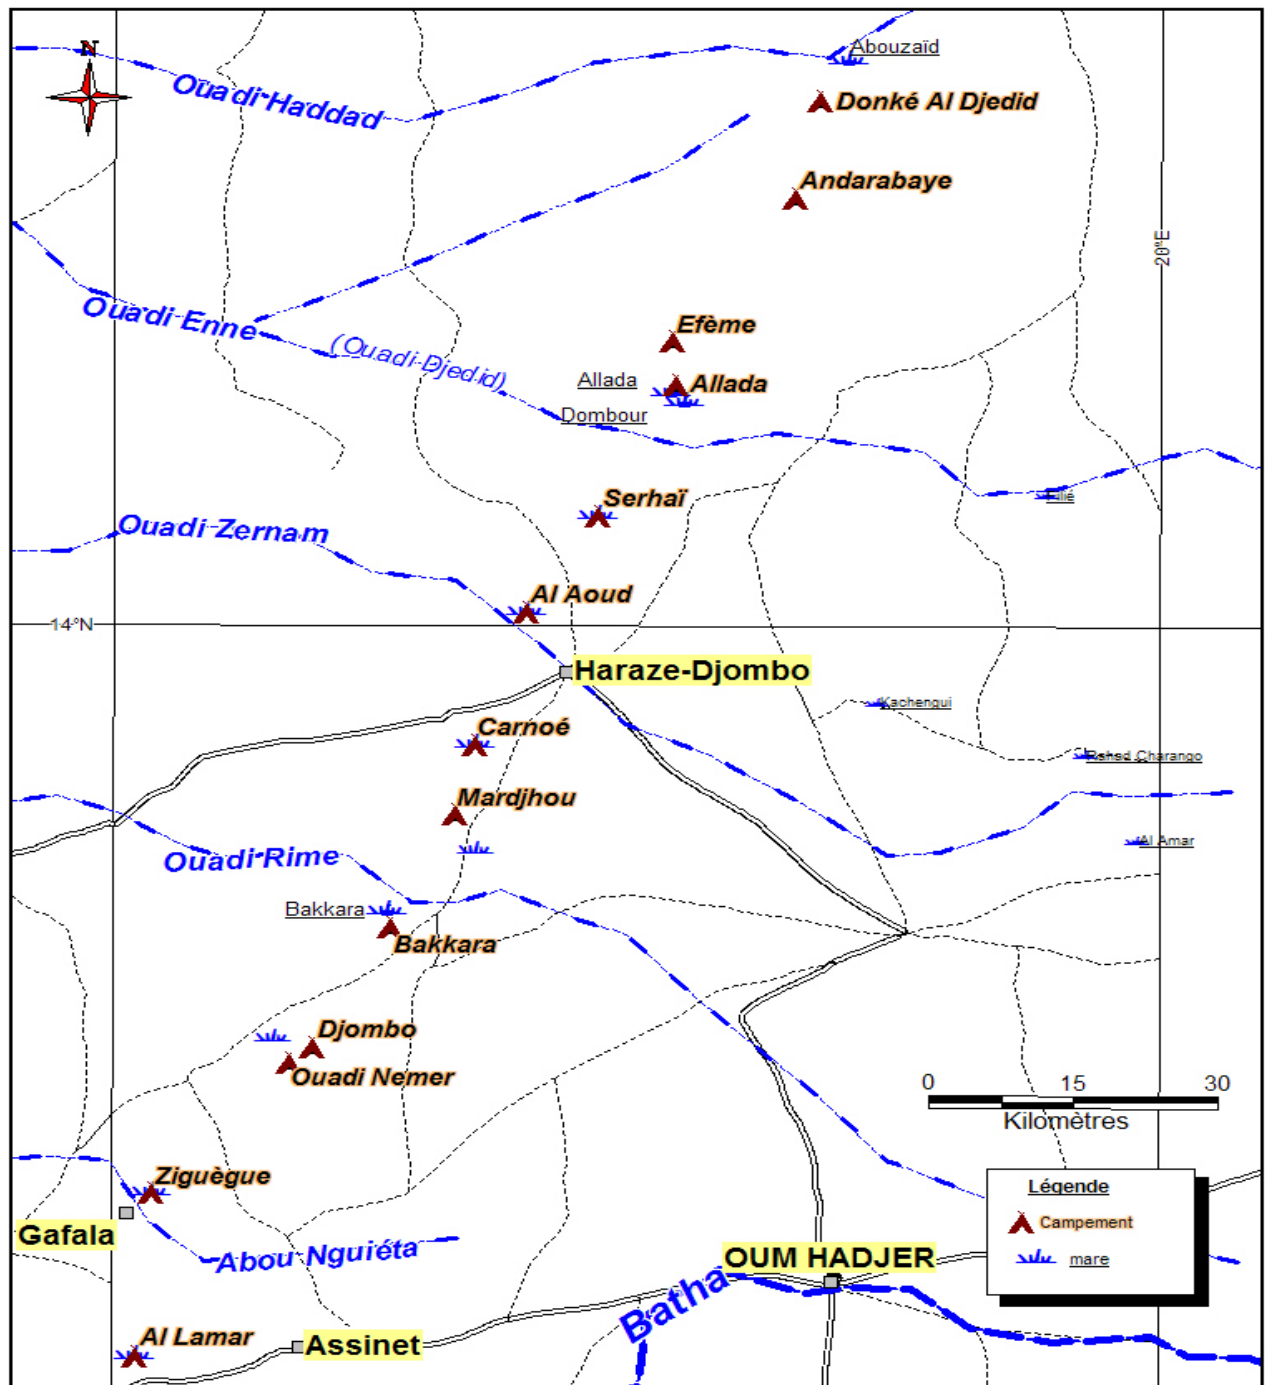 N
Abouzaïd
Ouadi Haddad
Donké Al Djedid
Andarabaye
20°E
Ouadi Enne
(Ouadi Djedid)
Efème
Allada
Allada
Dombour
Serhaï
Ouadi Zernam
Al Aoud
14°N
Haraze-Djombo
Kachengui
Carnoé
Charango
Mardjhou
Al Amar
Ouadi Rime
Bakkara
Bakkara
Djombo
Ouadi Nemer
0 15 30
Kilomètres
Ziguègue
Légende
Campement
mare
Gafala
Abou Nguiéta
OUM HADJER
Batha
Al Lamar
Assinet